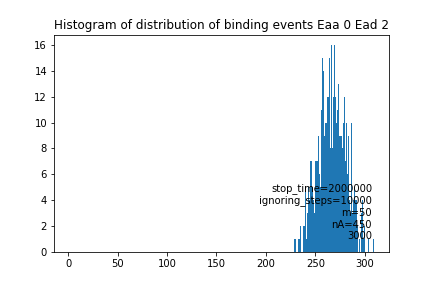 Histogram of distribution of binding events Eaa 0 Ead 2
16
14
12
10
8
6
4
2
0
stop_time=2000000
ignoring_steps=10000
m=50
nA=450
3000
0 50 100 150 200 250 300